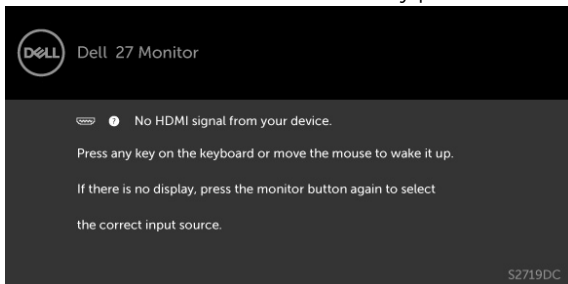 DELL
Dell 27 Monitor
? No HDMI signal from your device.
Press any key on the keyboard or move the mouse to wake it up.
If there is no display, press the monitor button again to select
the correct input source.
S2719DC